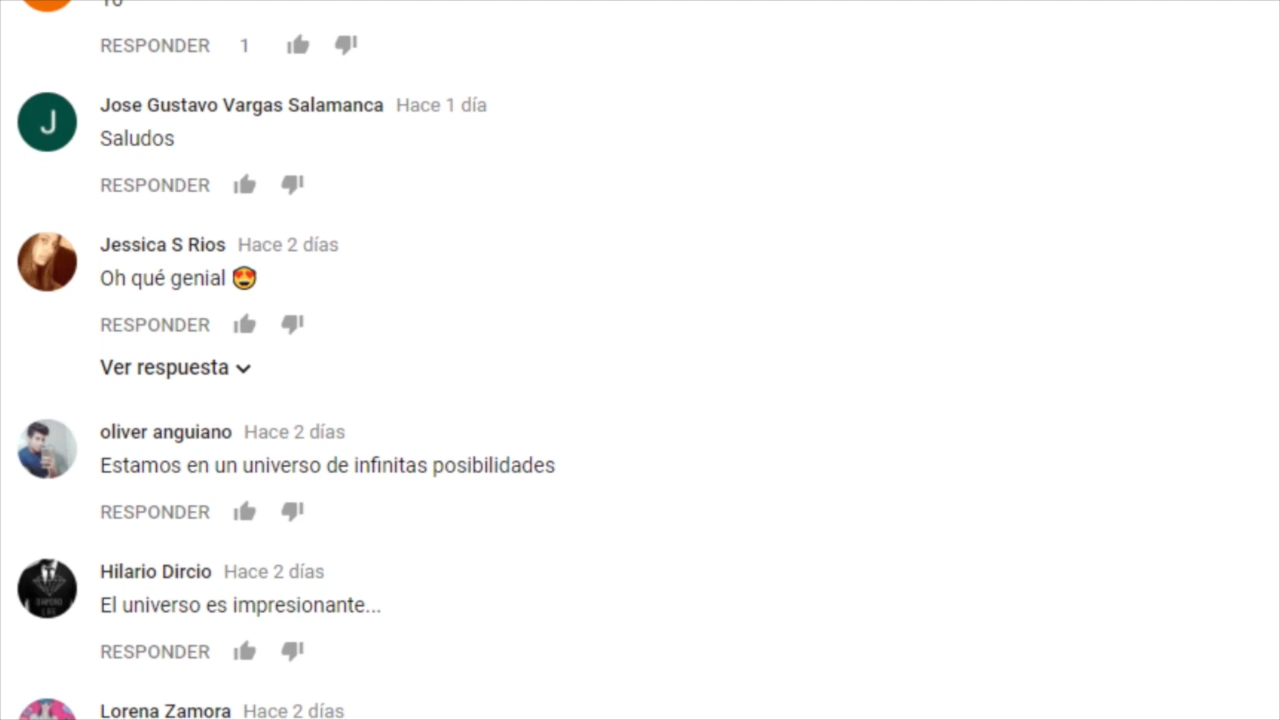 RESPONDER 1
J
Jose Gustavo Vargas Salamanca Hace 1 día
Saludos
RESPONDER
Jessica S Rios Hace 2 días
Oh qué genial 😍
RESPONDER
Ver respuesta
oliver anguiano Hace 2 días
Estamos en un universo de infinitas posibilidades
RESPONDER
Hilario Dircio Hace 2 días
El universo es impresionante...
RESPONDER
Lorena Zamora Hace 2 días